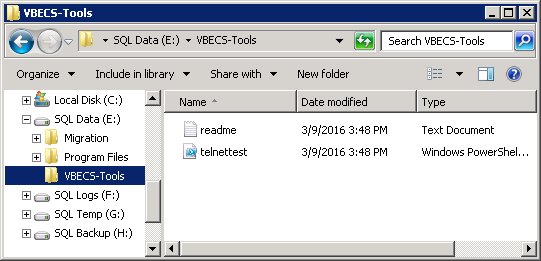 VBECS-Tools
SQL Data (E:) VBECS-Tools
Search VBECS-Tools
Organize Include in library Share with New folder
Local Disk (C:)
SQL Data (E:)
Migration
Program Files
VBECS-Tools
SQL Logs (F:)
SQL Temp (G:)
SQL Backup (H:)
Name Date modified Type
readme 3/9/2016 3:48 PM Text Document
telnettest 3/9/2016 3:48 PM Windows PowerShel...